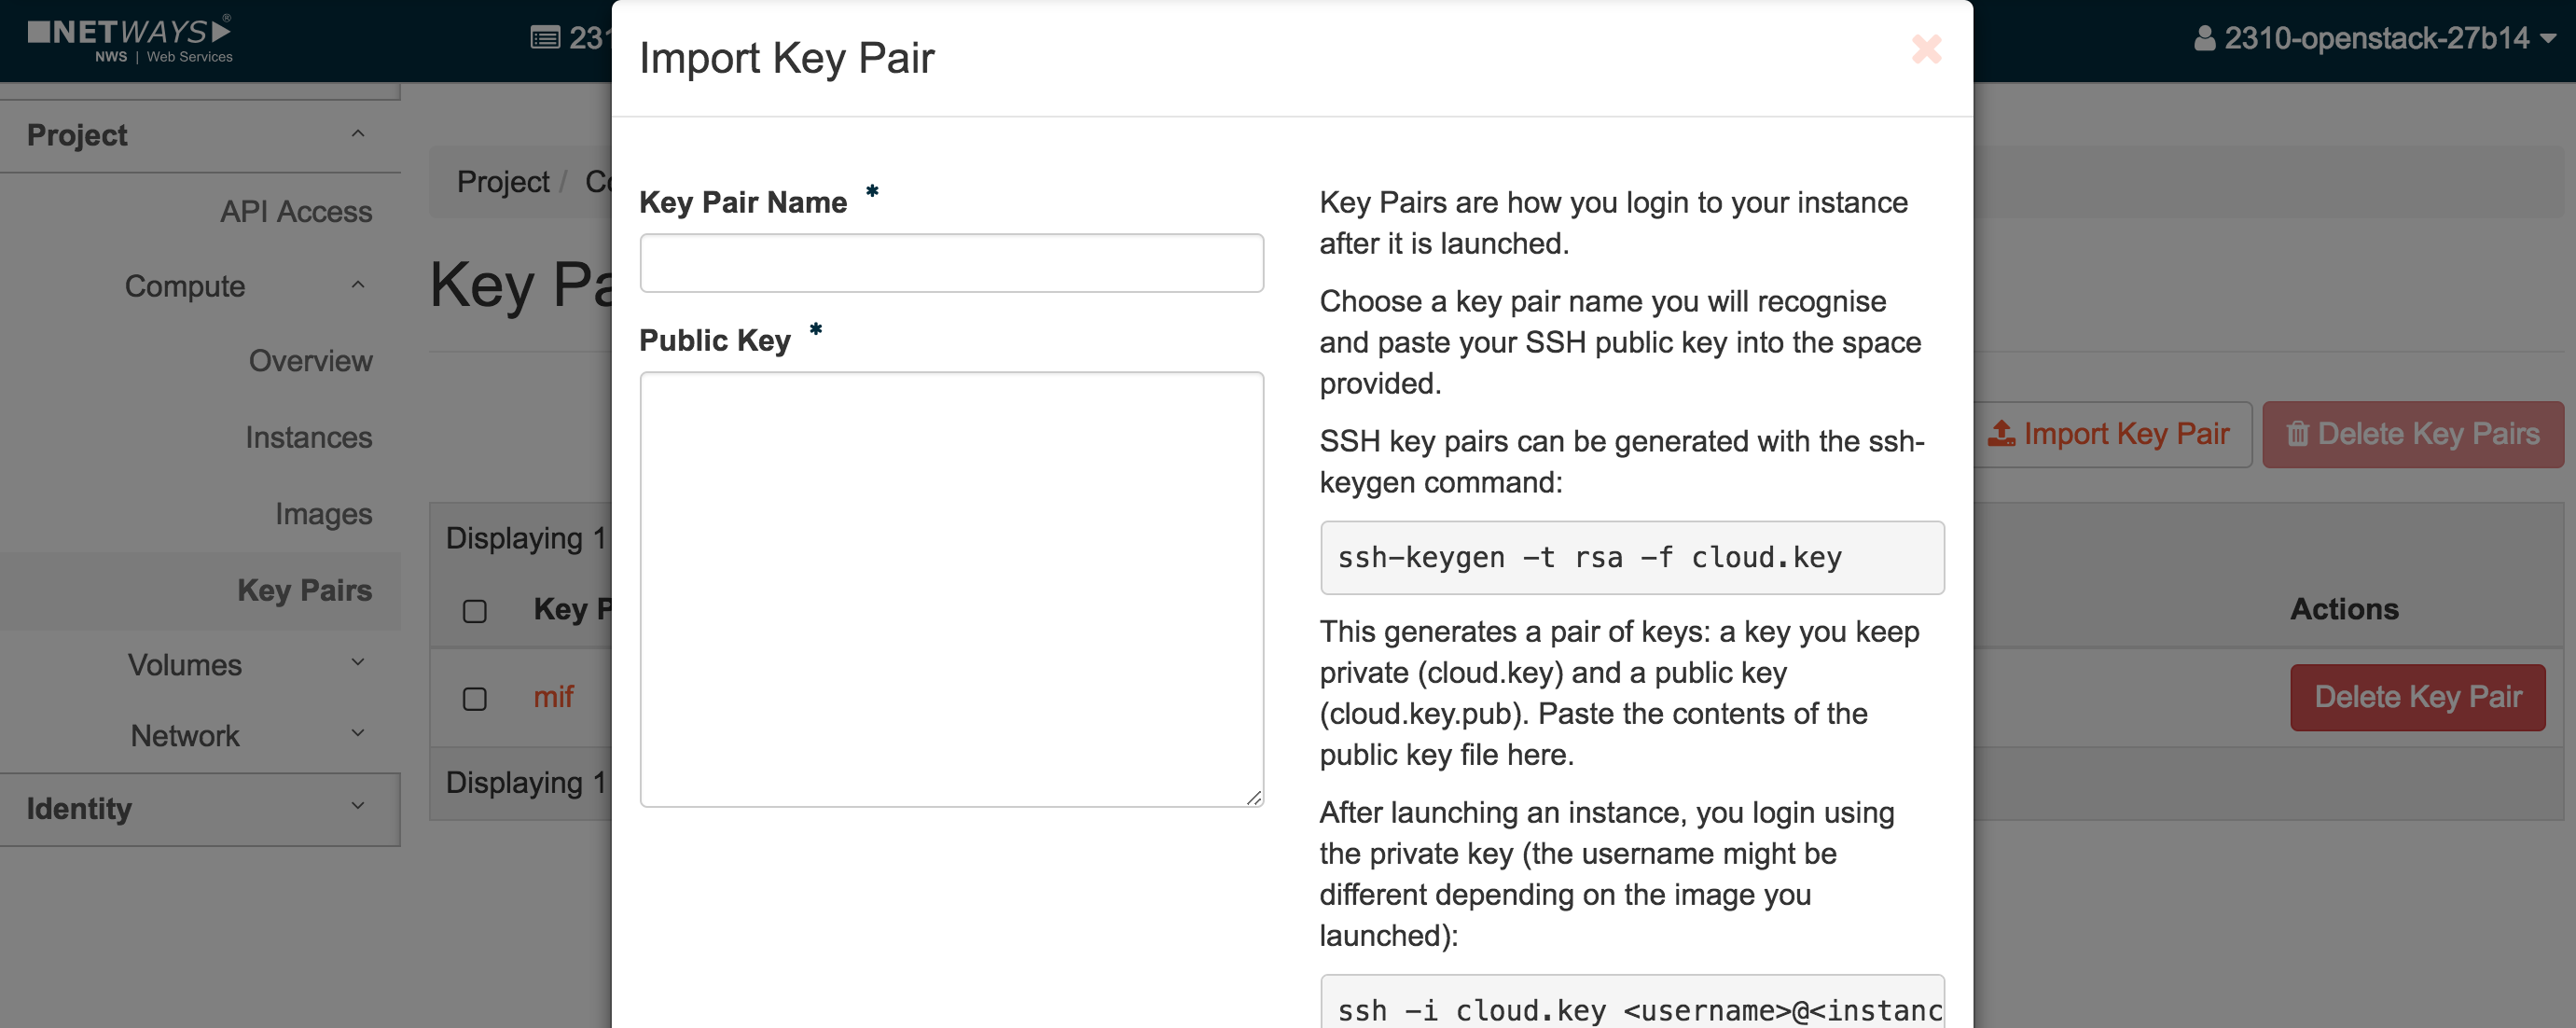 NETWAYS®
NWS | Web Services
231
2310-openstack-27b14
Project
API Access
Compute
Overview
Instances
Images
Key Pairs
Volumes
Network
Identity
Project /
Key
Displaying 1
Key
mif
Displaying 1
Import Key Pair
Key Pair Name *
Public Key *
Key Pairs are how you login to your instance
after it is launched.
Choose a key pair name you will recognise
and paste your SSH public key into the space
provided.
SSH key pairs can be generated with the ssh-
keygen command:
ssh-keygen -t rsa -f cloud.key
This generates a pair of keys: a key you keep
private (cloud.key) and a public key
(cloud.key.pub). Paste the contents of the
public key file here.
After launching an instance, you login using
the private key (the username might be
different depending on the image you
launched):
ssh -i cloud.key <username>@<instanc
Import Key Pair
Delete Key Pairs
Actions
Delete Key Pair